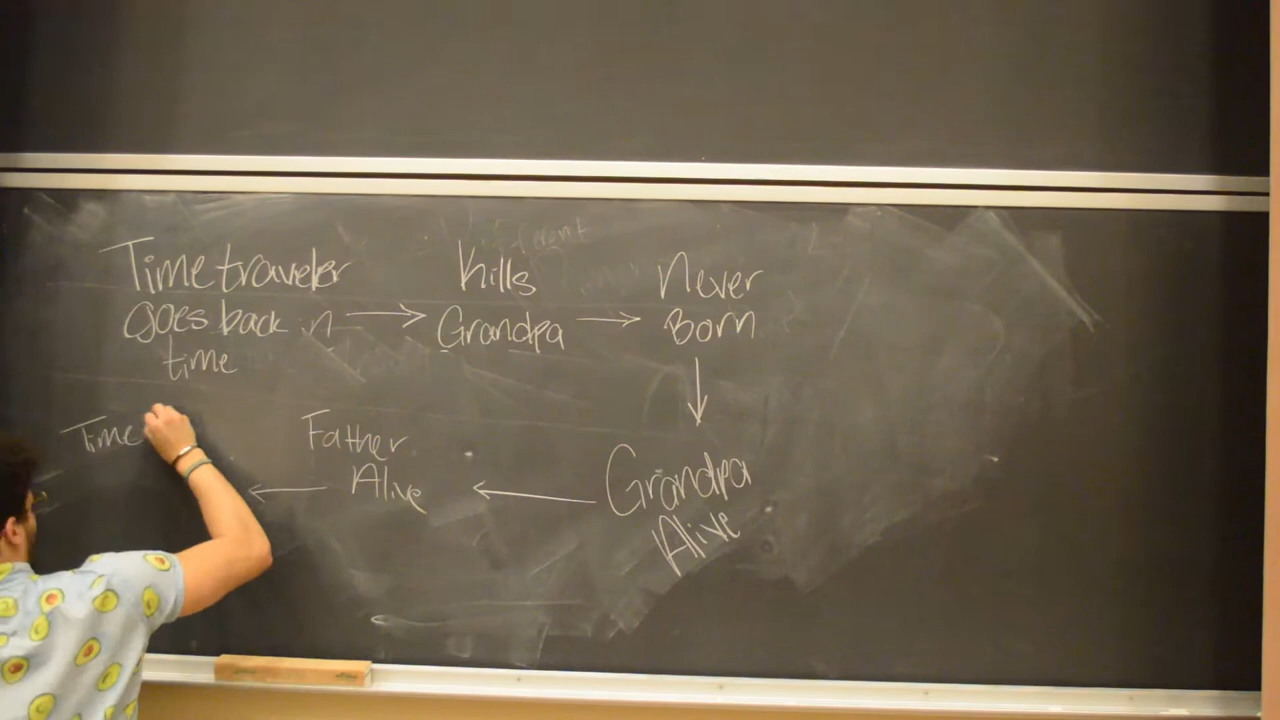 Time traveler
goes back in
time
kills
Grandpa
Never
Born
Grandpa
Alive
Father
Alive
Time